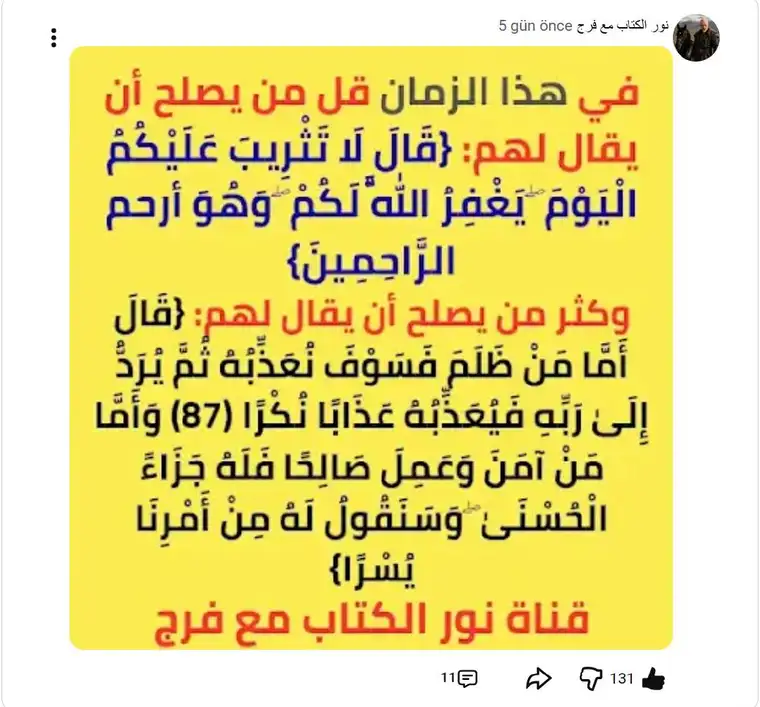 نور الكتاب مع فرج 5 gün önce
في هذا الزمان قل من يصلح أن
يقال لهم: {قَالَ لَا تَثْرِيبَ عَلَيْكُمُ
الْيَوْمَ ۖ يَغْفِرُ اللَّهُ لَكُمْ ۖ وَهُوَ أرحم
الرَّاحِمِينَ}
وكثر من يصلح أن يقال لهم: {قَالَ
أَمَّا مَنْ ظَلَمَ فَسَوْفَ نُعَذِّبُهُ ثُمَّ يُرَدُّ
إِلَىٰ رَبِّهِ فَيُعَذِّبُهُ عَذَابًا نُكْرًا (87) وَأَمَّا
مَنْ آمَنَ وَعَمِلَ صَالِحًا فَلَهُ جَزَاءً
الْحُسْنَىٰ ۖ وَسَنَقُولُ لَهُ مِنْ أَمْرِنَا
يُسْرًا}
قناة نور الكتاب مع فرج
131
11